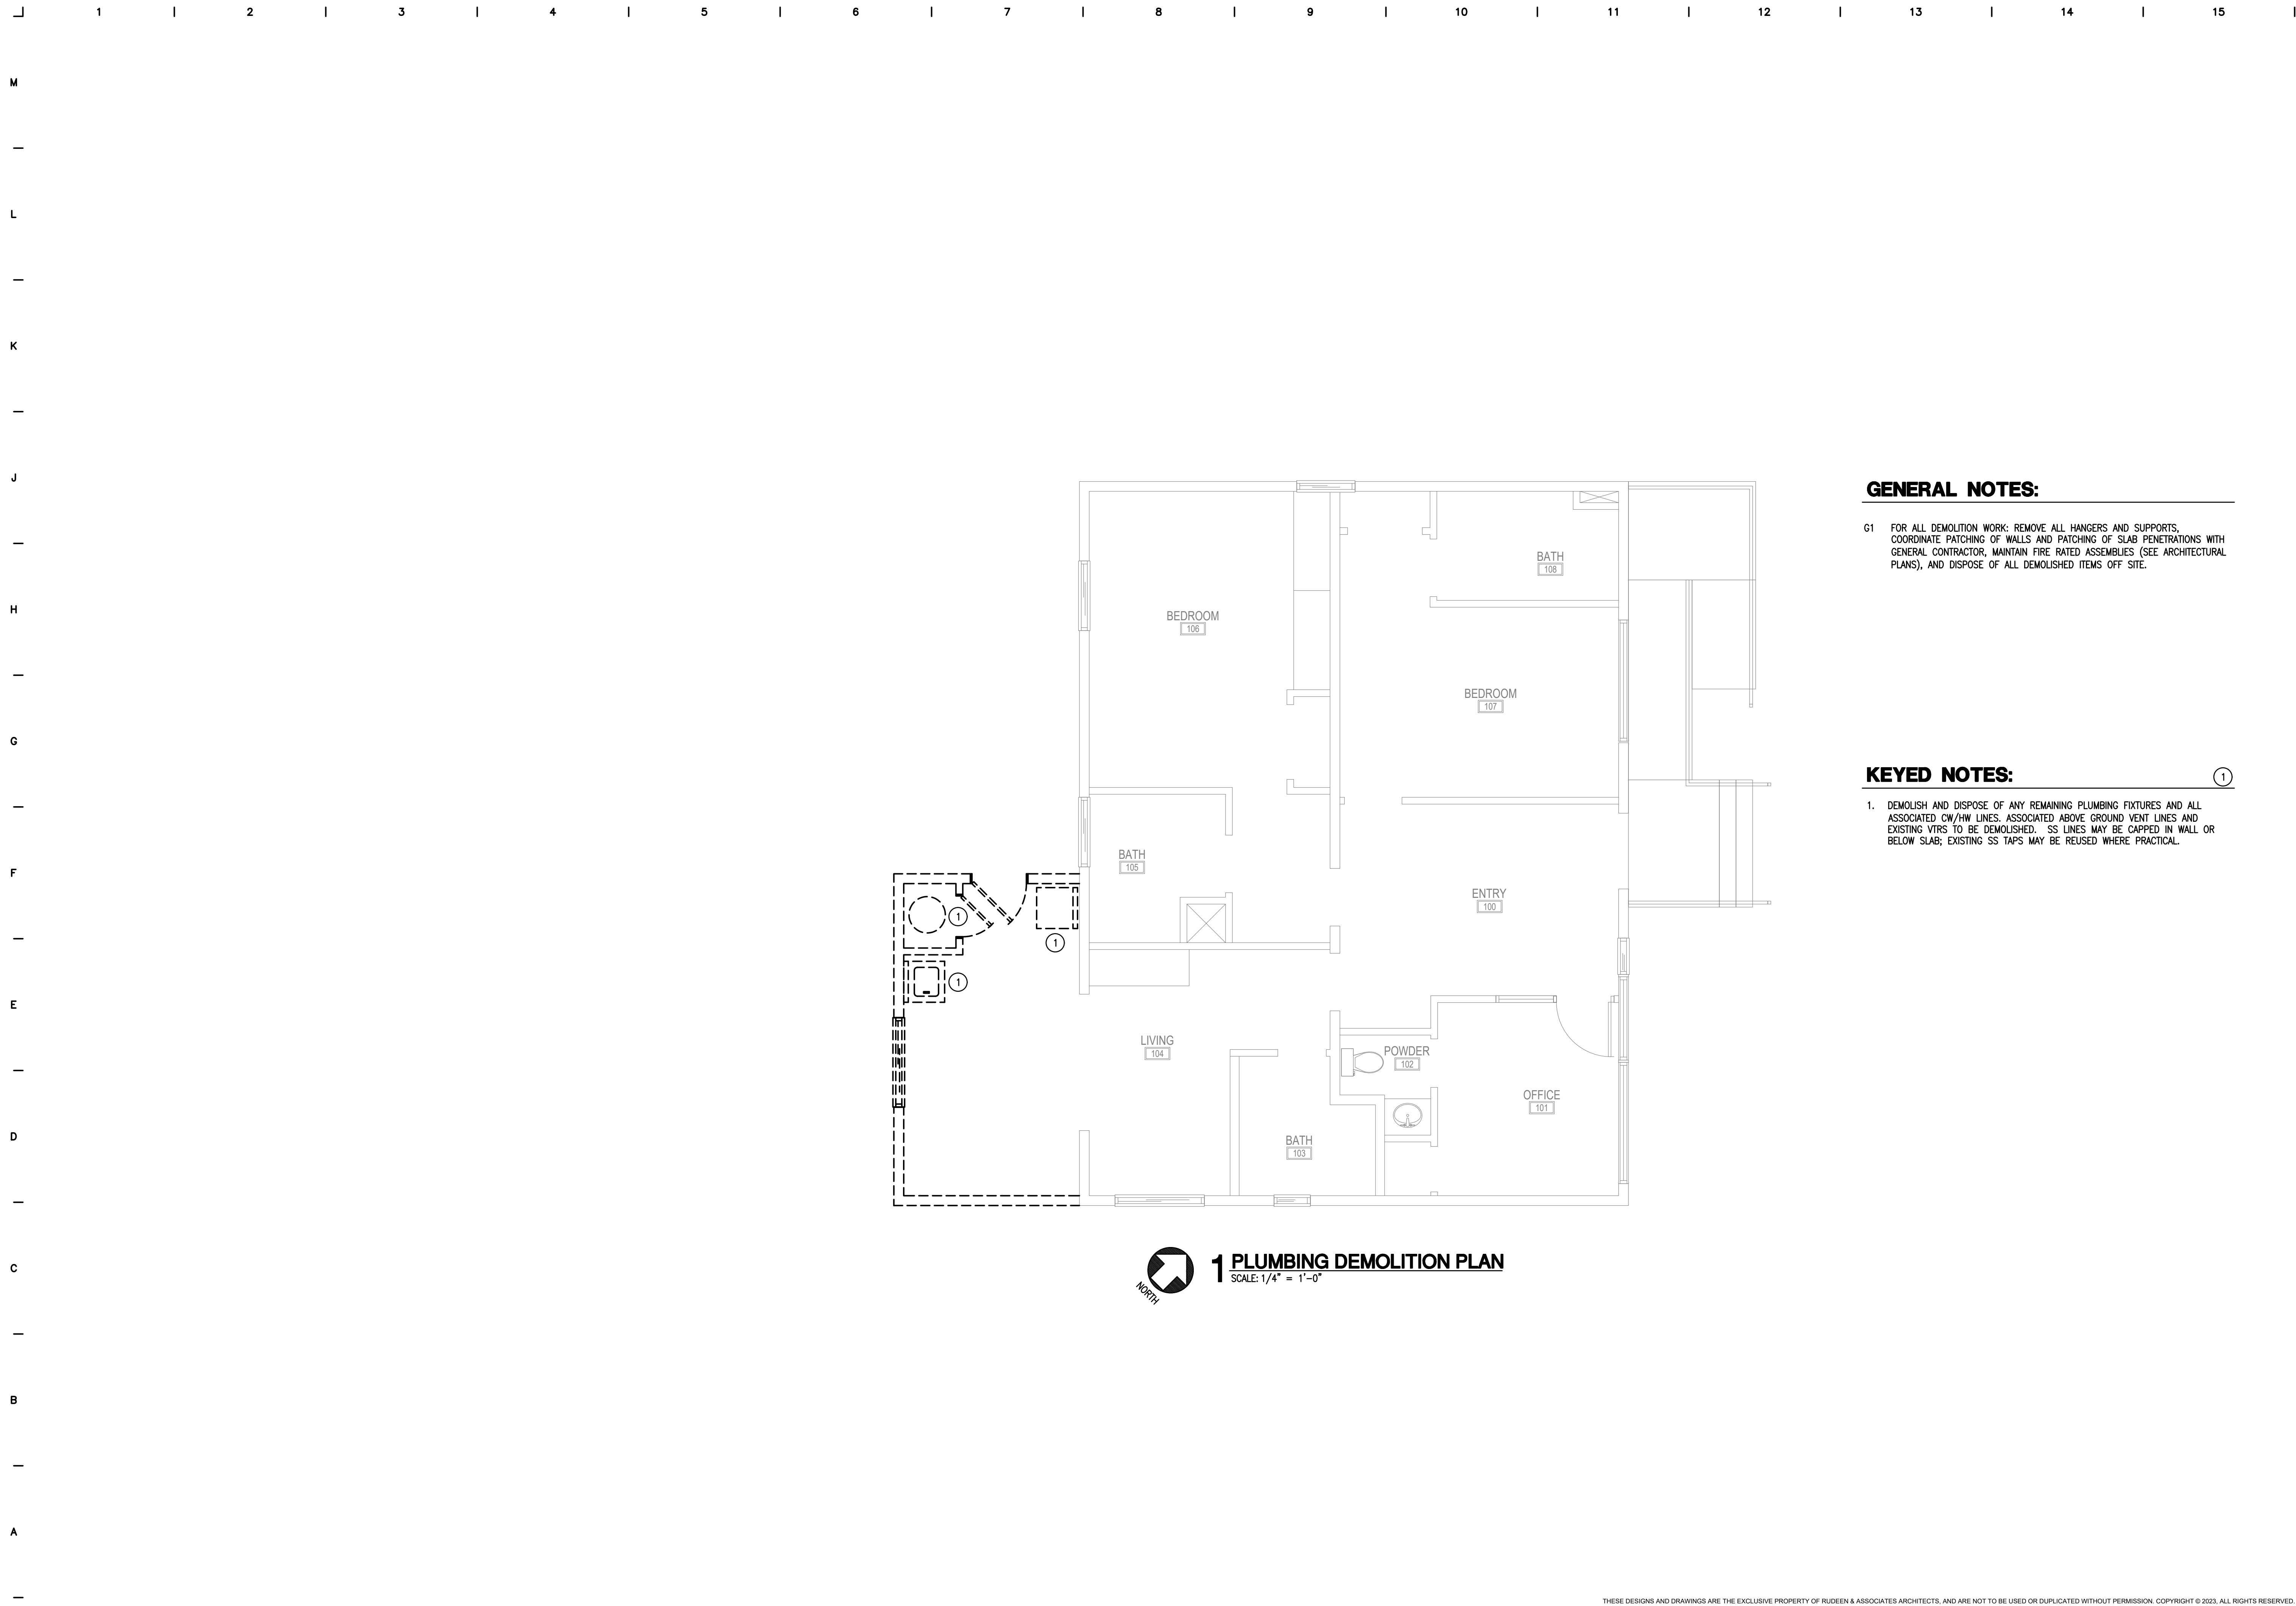 1 2 3 4 5 6 7 8 9 10 11 12 13 14 15
M
L
K
J
H
G
F
E
D
C
B
A
GENERAL NOTES:
G1 FOR ALL DEMOLITION WORK: REMOVE ALL HANGERS AND SUPPORTS,
COORDINATE PATCHING OF WALLS AND PATCHING OF SLAB PENETRATIONS WITH
GENERAL CONTRACTOR, MAINTAIN FIRE RATED ASSEMBLIES (SEE ARCHITECTURAL
PLANS), AND DISPOSE OF ALL DEMOLISHED ITEMS OFF SITE.
KEYED NOTES: 1
1. DEMOLISH AND DISPOSE OF ANY REMAINING PLUMBING FIXTURES AND ALL
ASSOCIATED CW/HW LINES. ASSOCIATED ABOVE GROUND VENT LINES AND
EXISTING VTRS TO BE DEMOLISHED. SS LINES MAY BE CAPPED IN WALL OR
BELOW SLAB; EXISTING SS TAPS MAY BE REUSED WHERE PRACTICAL.
BATH
108
BEDROOM
106
BEDROOM
107
BATH
105
ENTRY
100
1
1
1
LIVING
104
POWDER
102
OFFICE
101
BATH
103
NORTH
1 PLUMBING DEMOLITION PLAN
SCALE: 1/4" = 1'-0"
THESE DESIGNS AND DRAWINGS ARE THE EXCLUSIVE PROPERTY OF RUDEEN & ASSOCIATES ARCHITECTS, AND ARE NOT TO BE USED OR DUPLICATED WITHOUT PERMISSION. COPYRIGHT © 2023, ALL RIGHTS RESERVED.